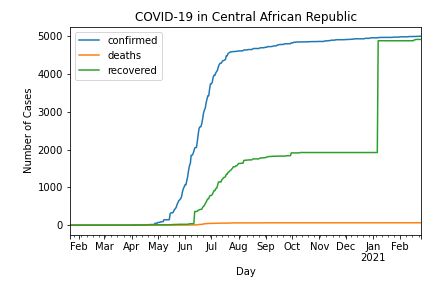 COVID-19 in Central African Republic
confirmed
deaths
recovered
Number of Cases
5000
4000
3000
2000
1000
0
Feb Mar Apr May Jun Jul Aug Sep Oct Nov Dec Jan Feb
2021
Day